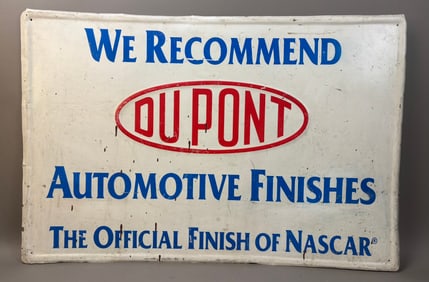 We Recommend
DU PONT
Automotive Finishes
The Official Finish of Nascar®